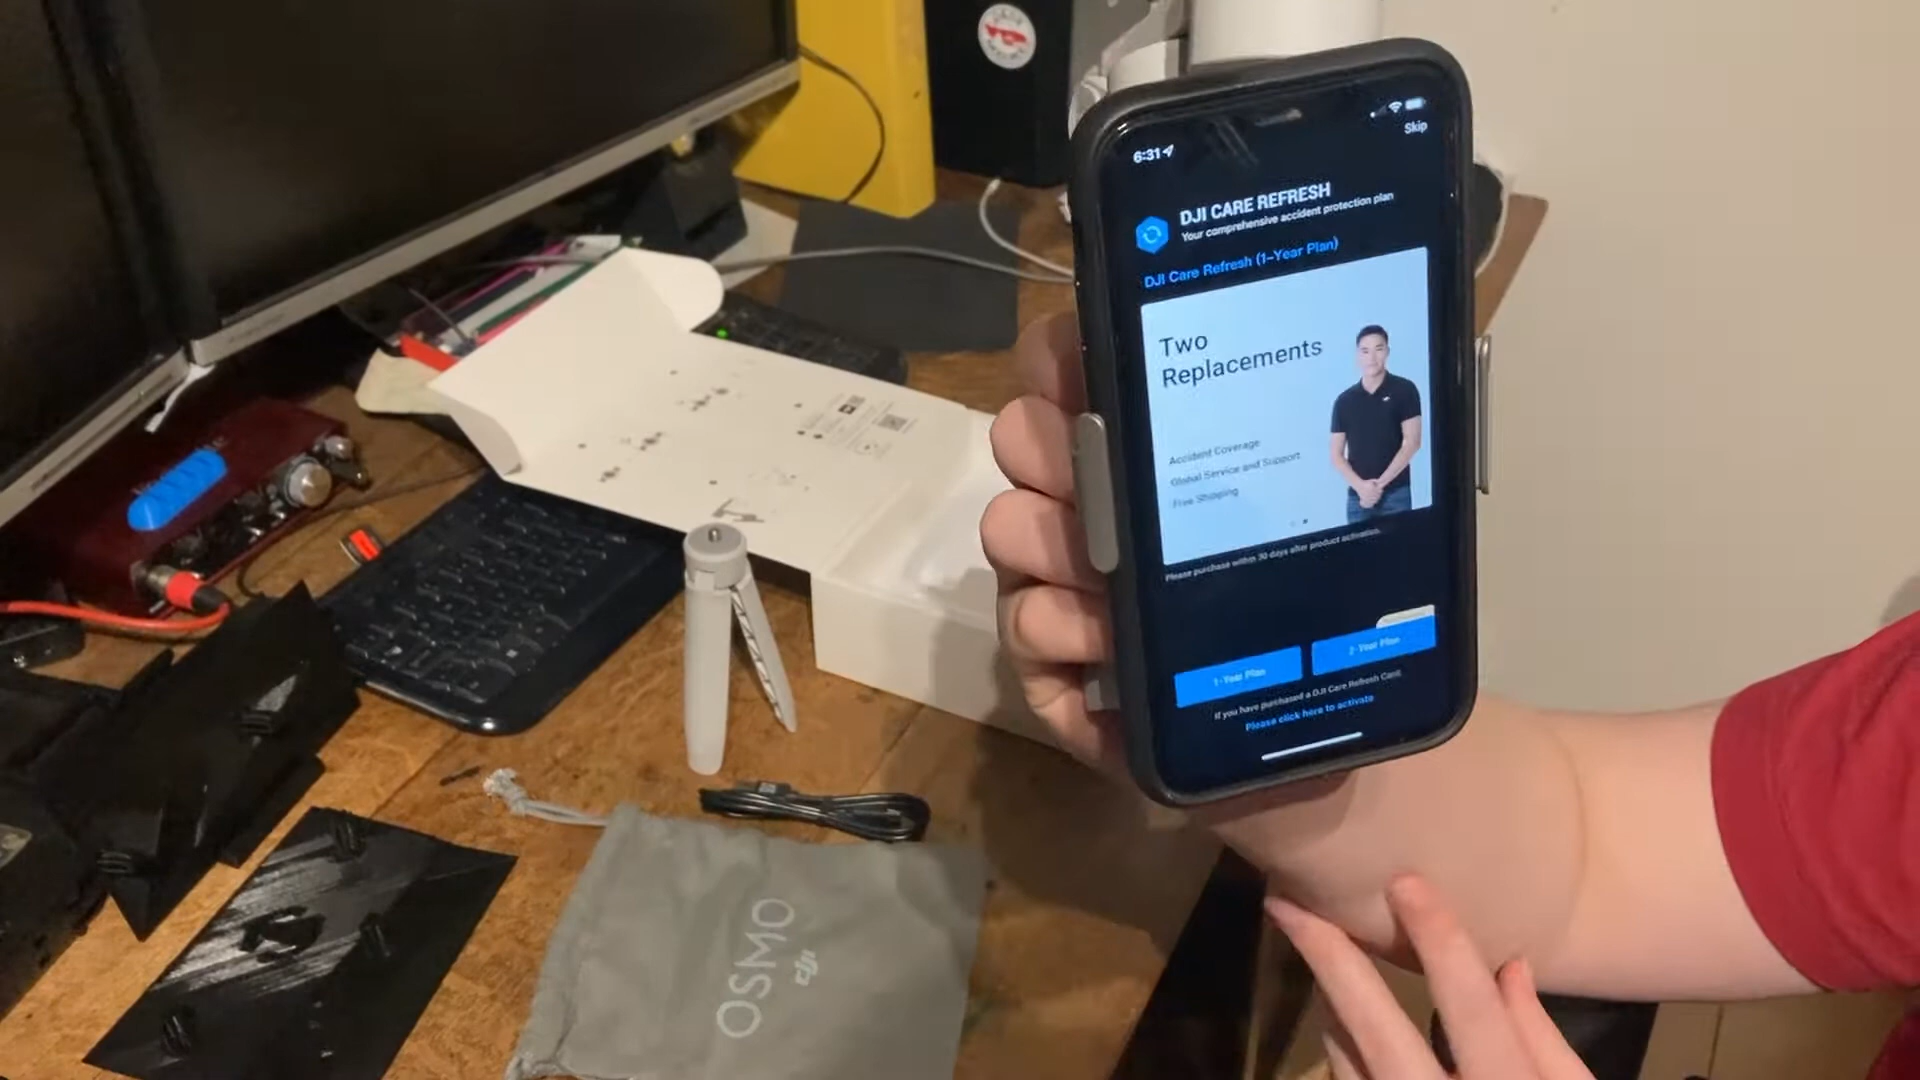 6:31
Skip
DJI CARE REFRESH
Your comprehensive accident protection plan
DJI Care Refresh (1-Year Plan)
Two
Replacements
Accident Coverage
Global Service and Support
Free Shipping
Please purchase within 30 days after product activation.
1-Year Plan
2-Year Plan
If you have purchased a DJI Care Refresh Card,
Please click here to activate
OSMO
dji